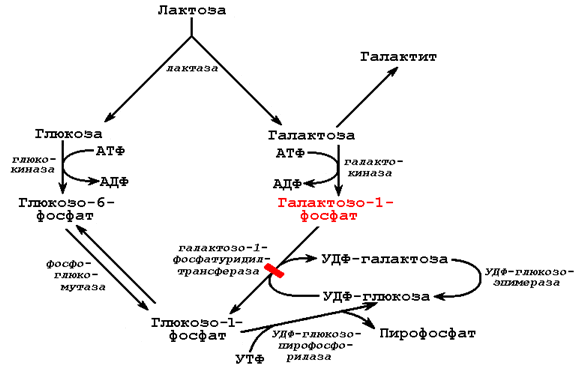 Лактоза
Галактит
лактаза
Глюкоза
Галактоза
глюко-
киназа
АТФ
АДФ
АТФ
АДФ
галакто-
киназа
Глюкозо-6-
фосфат
Галактозо-1-
фосфат
галактозо-1-
фосфатуридил-
трансфераза
фосфо-
глюко-
мутаза
УДФ-галактоза
УДФ-глюкоза
УДФ-глюкозо-
эпимераза
Глюкозо-1-
фосфат
УДФ-глюкозо-
пирофосфо-
рилаза
Пирофосфат
УТФ